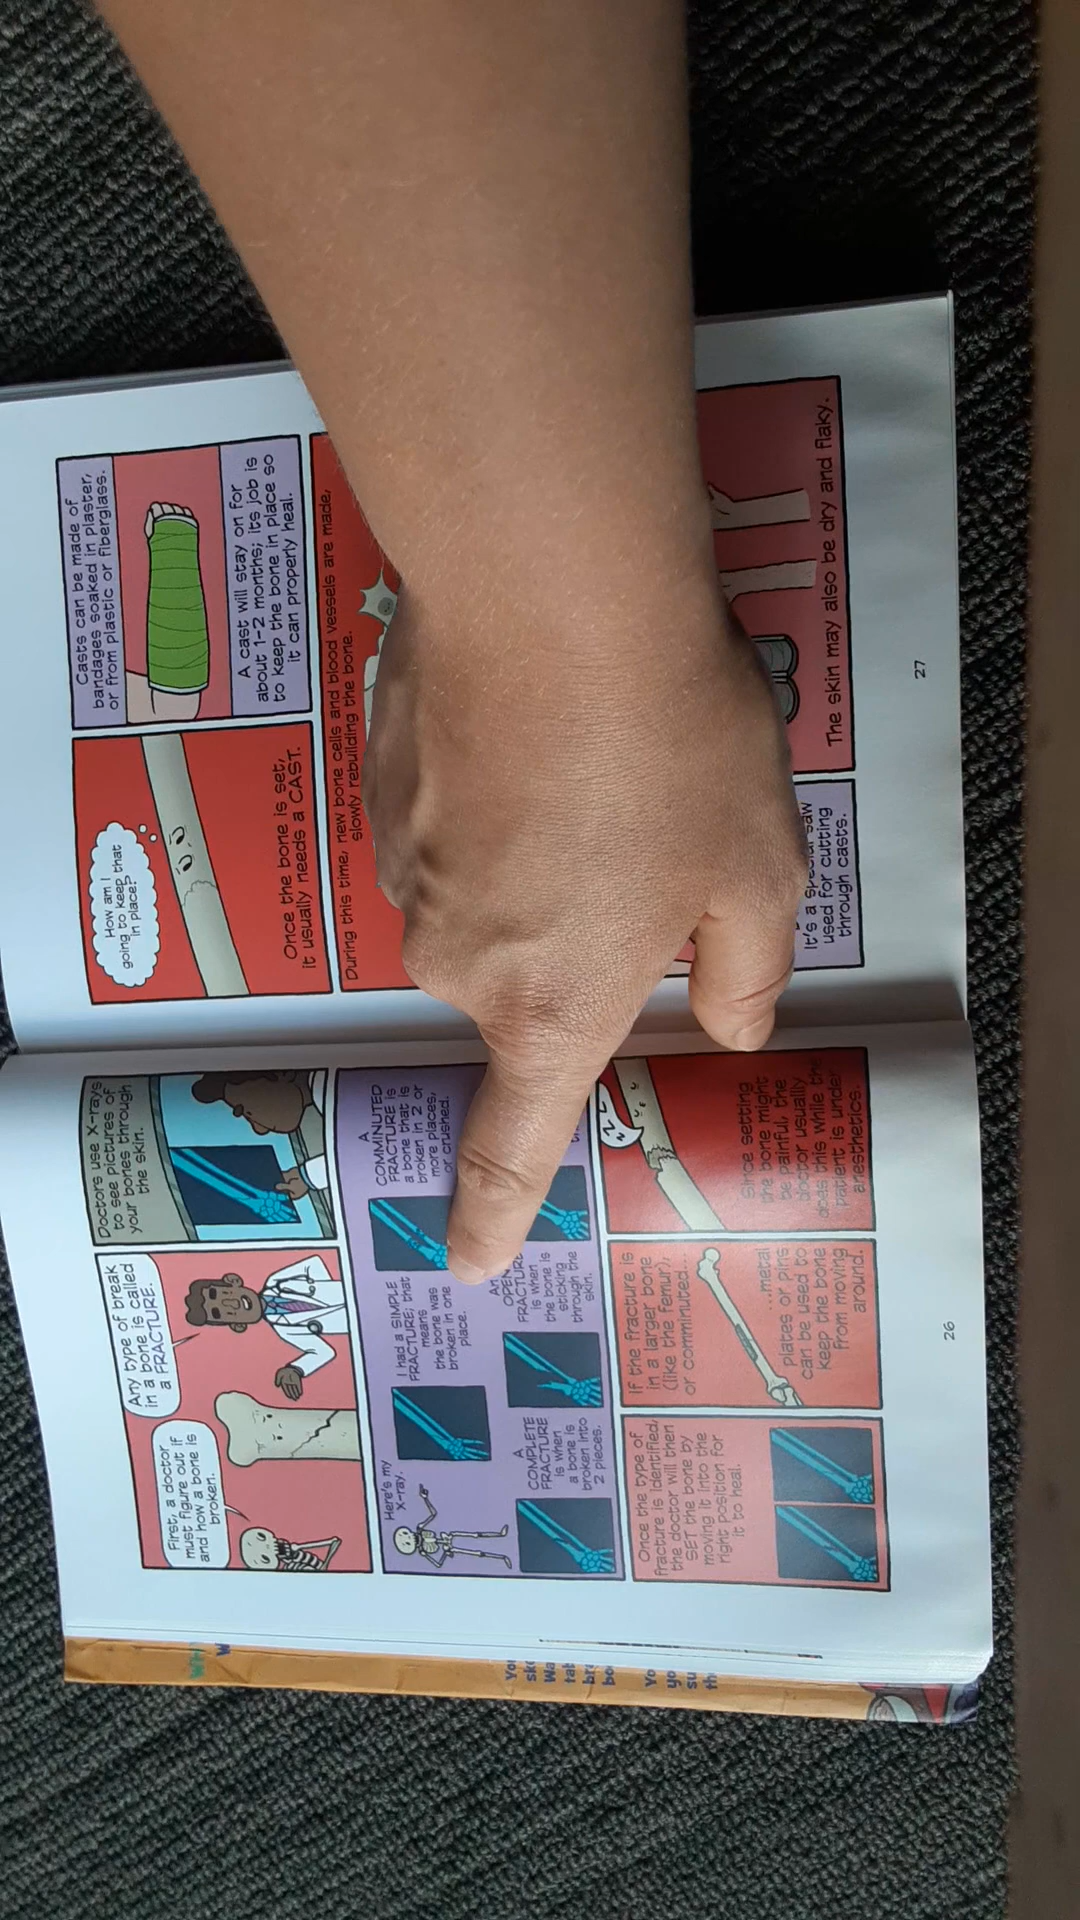 First, a doctor
must figure out if
and how a bone is
broken.
Any type of break
in a bone is called
a FRACTURE.
Doctors use X-rays
to see pictures of
your bones through
the skin.
Here's my
X-ray.
I had a SIMPLE
FRACTURE; that
means
the bone was
broken in one
place.
A
COMMINUTED
FRACTURE is
a bone that is
broken in 2 or
more places,
or crushed.
A
COMPLETE
FRACTURE
is when
a bone is
broken into
2 pieces.
An
OPEN
FRACTURE
is when
the bone is
sticking
through the
skin.
Once the type of
fracture is identified,
the doctor will then
SET the bone by
moving it into the
right position for
it to heal.
If the fracture is
in a larger bone
(like the femur),
or comminuted...
...metal
plates or pins
can be used to
keep the bone
from moving
around.
ZZ
Since setting
the bone might
be painful, the
doctor usually
does this while the
patient is under
anesthetics.
26
How am I
going to keep that
in place?
Once the bone is set,
it usually needs a CAST.
Casts can be made of
bandages soaked in plaster,
or from plastic or fiberglass.
A cast will stay on for
about 1-2 months; its job is
to keep the bone in place so
it can properly heal.
During this time, new bone cells and blood vessels are made,
slowly rebuilding the bone.
It's a special saw
used for cutting
through casts.
The skin may also be dry and flaky.
27